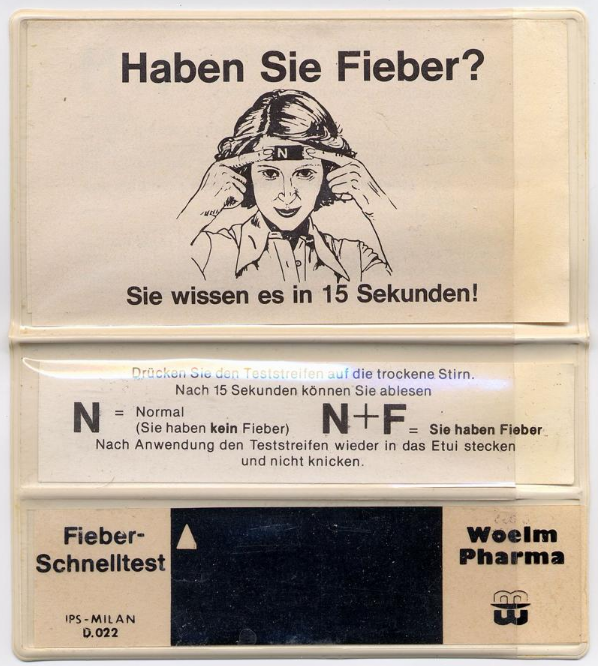 Haben Sie Fieber?
N
Sie wissen es in 15 Sekunden!
Drücken Sie den Teststreifen auf die trockene Stirn.
Nach 15 Sekunden können Sie ablesen
N = Normal
(Sie haben kein Fieber)
N+F = Sie haben Fieber
Nach Anwendung den Teststreifen wieder in das Etui stecken
und nicht knicken.
Fieber-
Schnelltest
IPS-MILAN
D.022
Woelm
Pharma